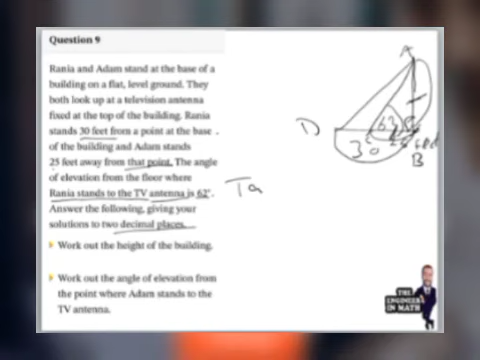 Question 9
Rania and Adam stand at the base of a
building on a flat, level ground. They
both look up at a television antenna
fixed at the top of the building. Rania
stands 30 feet from a point at the base
of the building and Adam stands
25 feet away from that point. The angle
of elevation from the floor where
Rania stands to the TV antenna is 62°.
Answer the following, giving your
solutions to two decimal places.
Work out the height of the building.
Work out the angle of elevation from
the point where Adam stands to the
TV antenna.
Ta
A
D
62
30
B
THE
ENGINEER
IN MATH